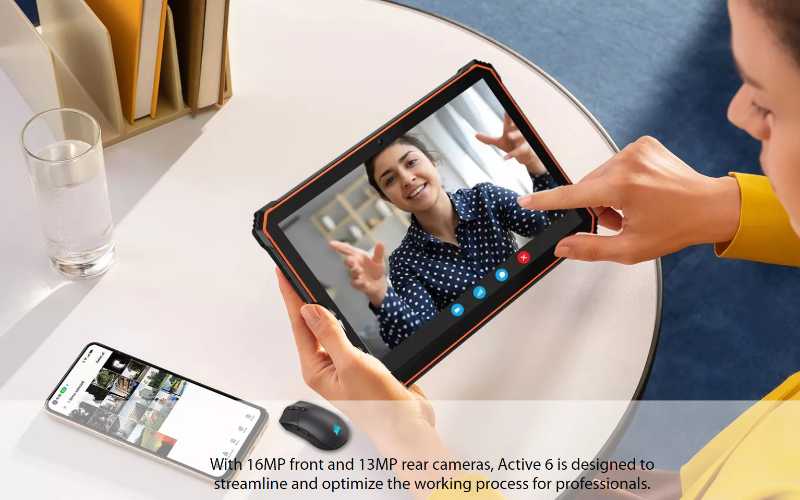 With 16MP front and 13MP rear cameras, Active 6 is designed to
streamline and optimize the working process for professionals.